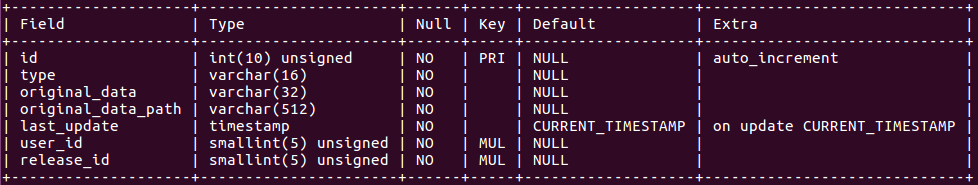 +--------------------+----------------------+------+-----+-------------------+-----------------------------+
| Field              | Type                 | Null | Key | Default           | Extra                       |
+--------------------+----------------------+------+-----+-------------------+-----------------------------+
| id                 | int(10) unsigned     | NO   | PRI | NULL              | auto_increment              |
| type               | varchar(16)          | NO   |     | NULL              |                             |
| original_data      | varchar(32)          | NO   |     | NULL              |                             |
| original_data_path | varchar(512)         | NO   |     | NULL              |                             |
| last_update        | timestamp            | NO   |     | CURRENT_TIMESTAMP | on update CURRENT_TIMESTAMP |
| user_id            | smallint(5) unsigned | NO   | MUL | NULL              |                             |
| release_id         | smallint(5) unsigned | NO   | MUL | NULL              |                             |
+--------------------+----------------------+------+-----+-------------------+-----------------------------+